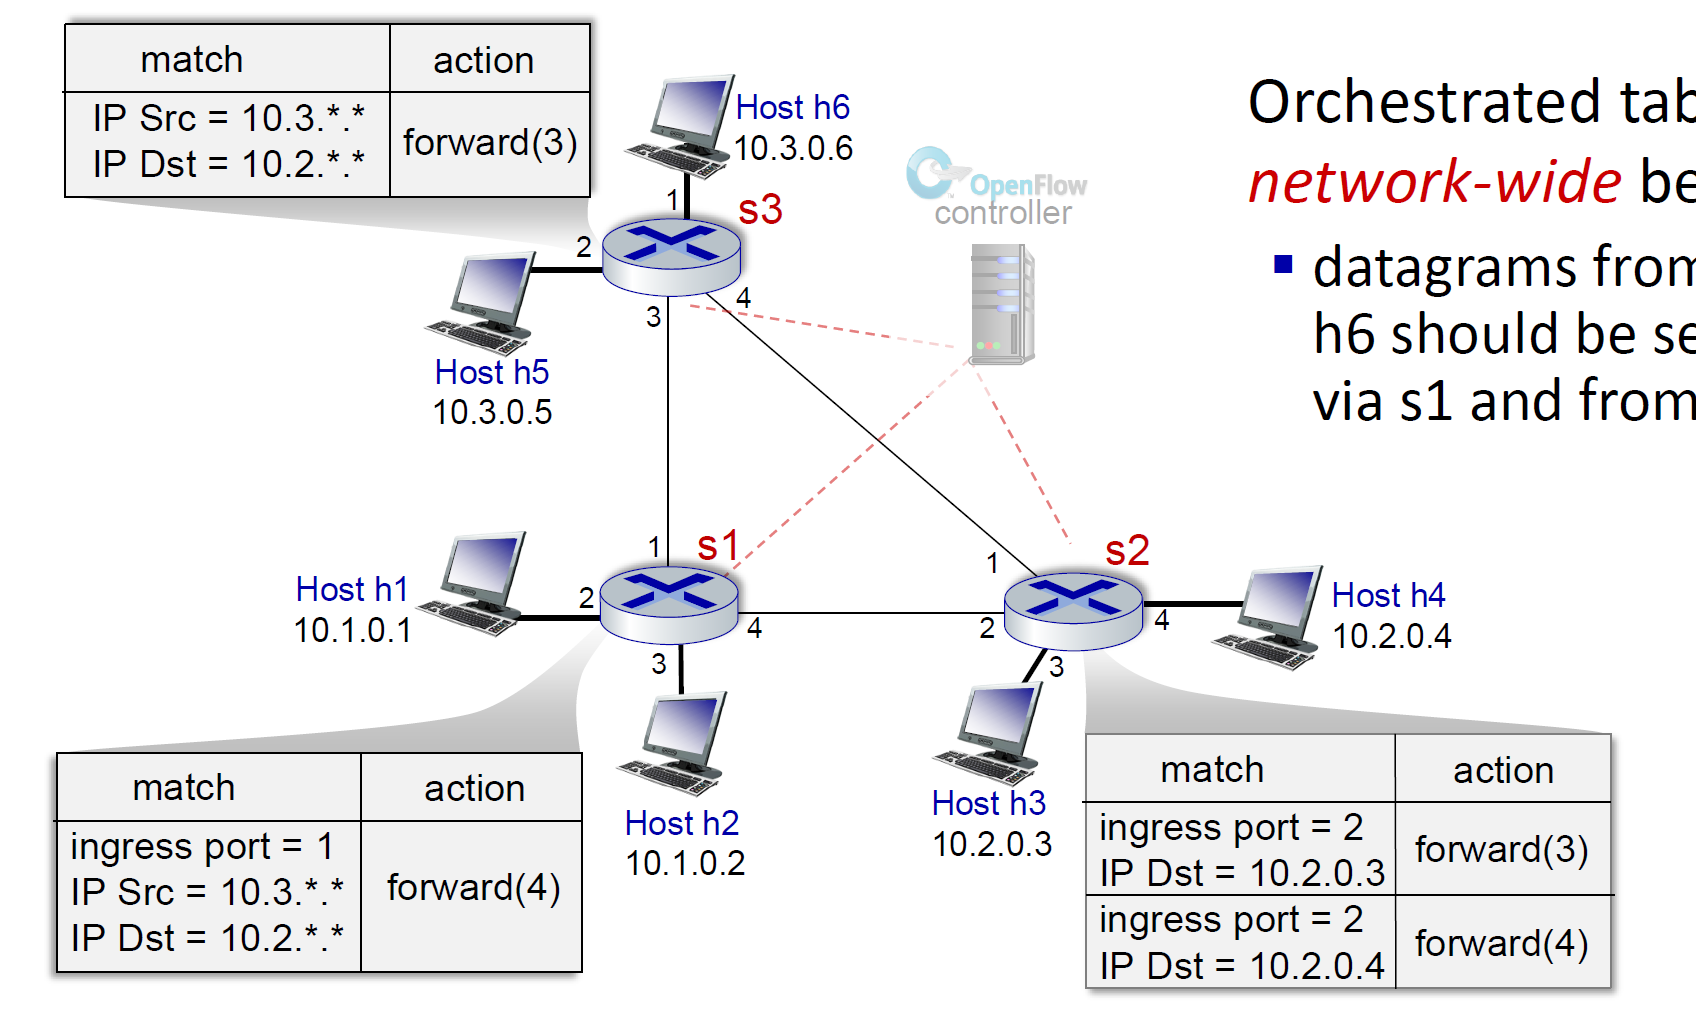 match action
IP Src = 10.3.*.*
IP Dst = 10.2.*.*
forward(3)
Host h6
10.3.0.6
1
s3
2
3
4
Host h5
10.3.0.5
OpenFlow
controller
Orchestrated tab
network-wide be
datagrams from
h6 should be se
via s1 and from
1
s1
Host h1
10.1.0.1
2
4
3
1
s2
2
4
3
Host h4
10.2.0.4
Host h2
10.1.0.2
Host h3
10.2.0.3
match action
ingress port = 1
IP Src = 10.3.*.*
IP Dst = 10.2.*.*
forward(4)
match action
ingress port = 2
IP Dst = 10.2.0.3
forward(3)
ingress port = 2
IP Dst = 10.2.0.4
forward(4)